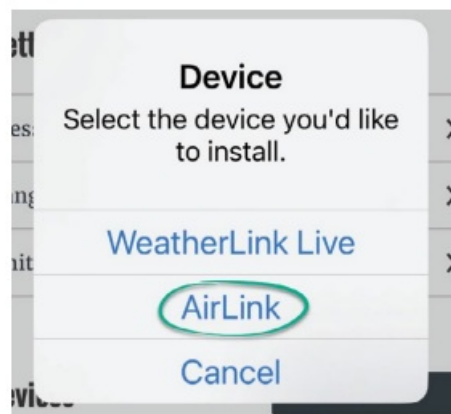 Device
Select the device you'd like
to install.
WeatherLink Live
AirLink
Cancel